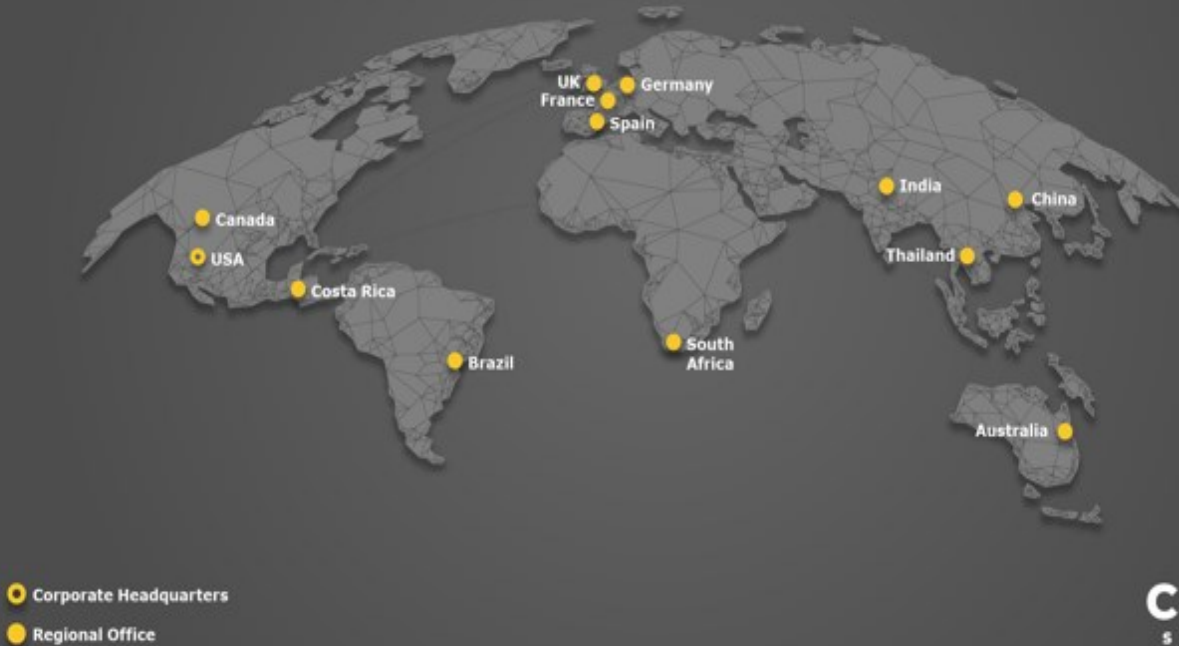 UK
Germany
France
Spain
India
China
Canada
Thailand
USA
Costa Rica
South
Africa
Brazil
Australia
Corporate Headquarters
Regional Office
C
s